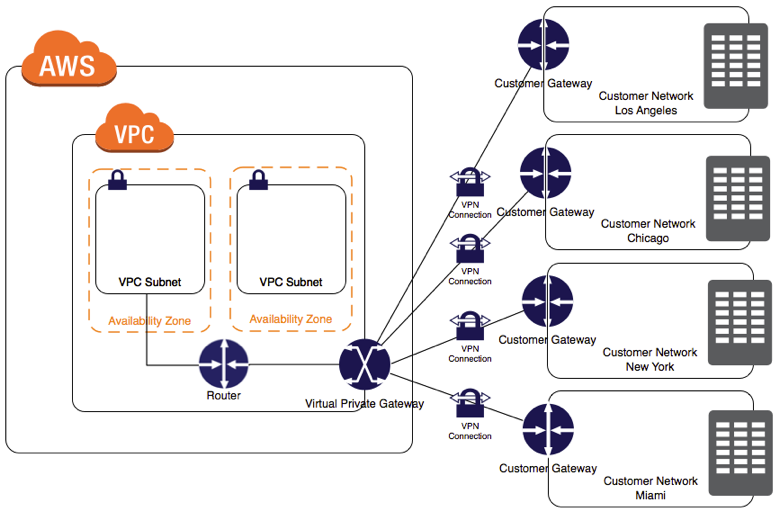 AWS
VPC
VPC Subnet
VPC Subnet
Availability Zone
Availability Zone
Router
Virtual Private Gateway
VPN
Connection
VPN
Connection
VPN
Connection
VPN
Connection
Customer Gateway
Customer Network
Los Angeles
Customer Gateway
Customer Network
Chicago
Customer Gateway
Customer Network
New York
Customer Gateway
Customer Network
Miami